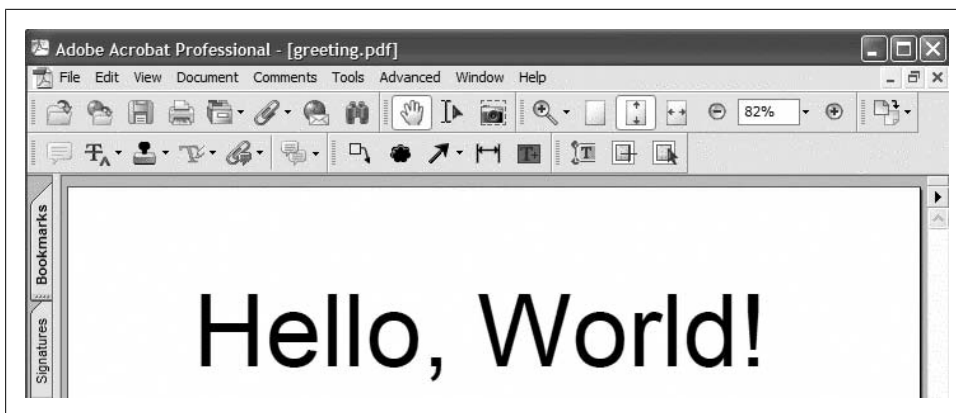 Adobe Acrobat Professional - [greeting.pdf]
File Edit View Document Comments Tools Advanced Window Help
82%
Bookmarks
Signatures
Hello, World!